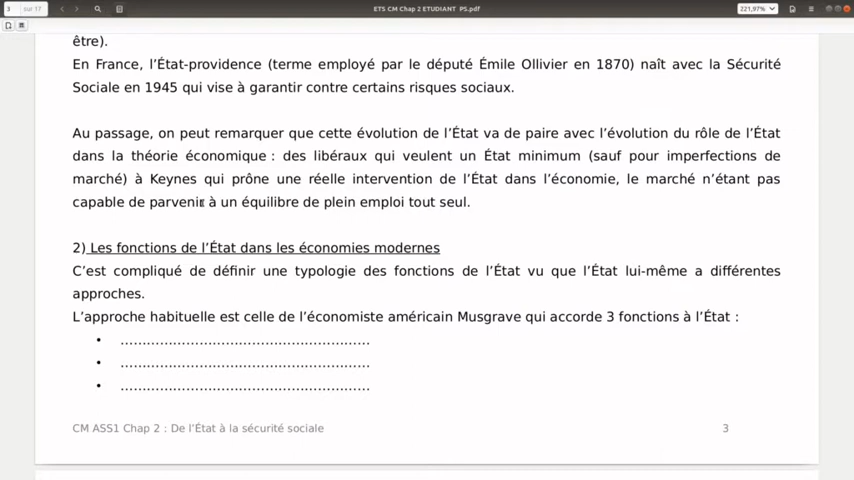 3 sur 17
ETS CM Chap 2 ETUDIANT PS.pdf
221,97%
être).
En France, l’État-providence (terme employé par le député Émile Ollivier en 1870) naît avec la Sécurité
Sociale en 1945 qui vise à garantir contre certains risques sociaux.
Au passage, on peut remarquer que cette évolution de l’État va de paire avec l’évolution du rôle de l’État
dans la théorie économique : des libéraux qui veulent un État minimum (sauf pour imperfections de
marché) à Keynes qui prône une réelle intervention de l’État dans l’économie, le marché n’étant pas
capable de parvenir à un équilibre de plein emploi tout seul.
2) Les fonctions de l’État dans les économies modernes
C’est compliqué de définir une typologie des fonctions de l’État vu que l’État lui-même a différentes
approches.
L’approche habituelle est celle de l’économiste américain Musgrave qui accorde 3 fonctions à l’État :
• ………………………………………………
• ………………………………………………
• ………………………………………………
CM ASS1 Chap 2 : De l’État à la sécurité sociale 3